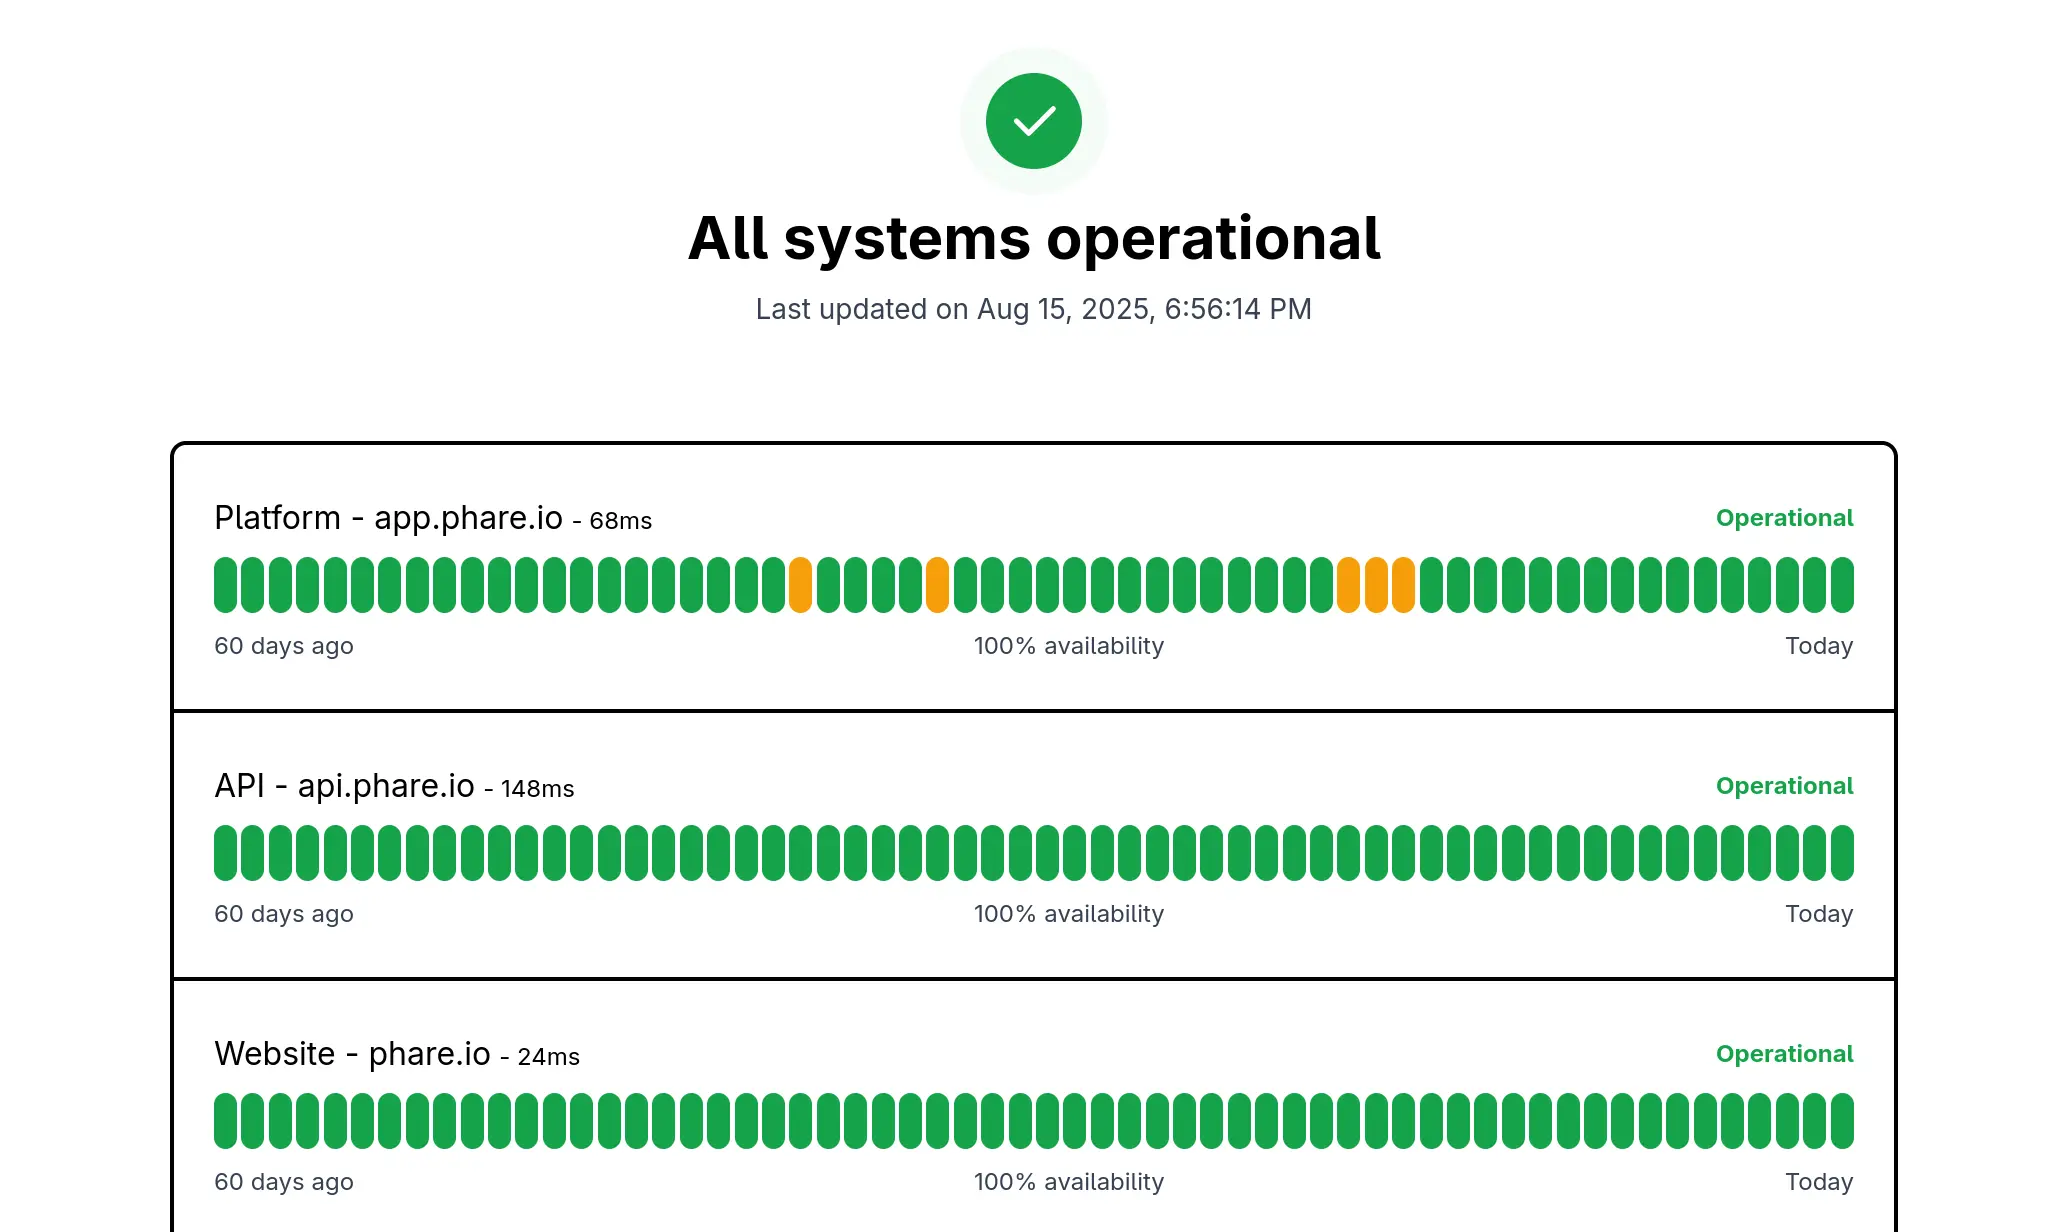 All systems operational
Last updated on Aug 15, 2025, 6:56:14 PM
Platform - app.phare.io - 68ms
Operational
60 days ago
100% availability
Today
API - api.phare.io - 148ms
Operational
60 days ago
100% availability
Today
Website - phare.io - 24ms
Operational
60 days ago
100% availability
Today